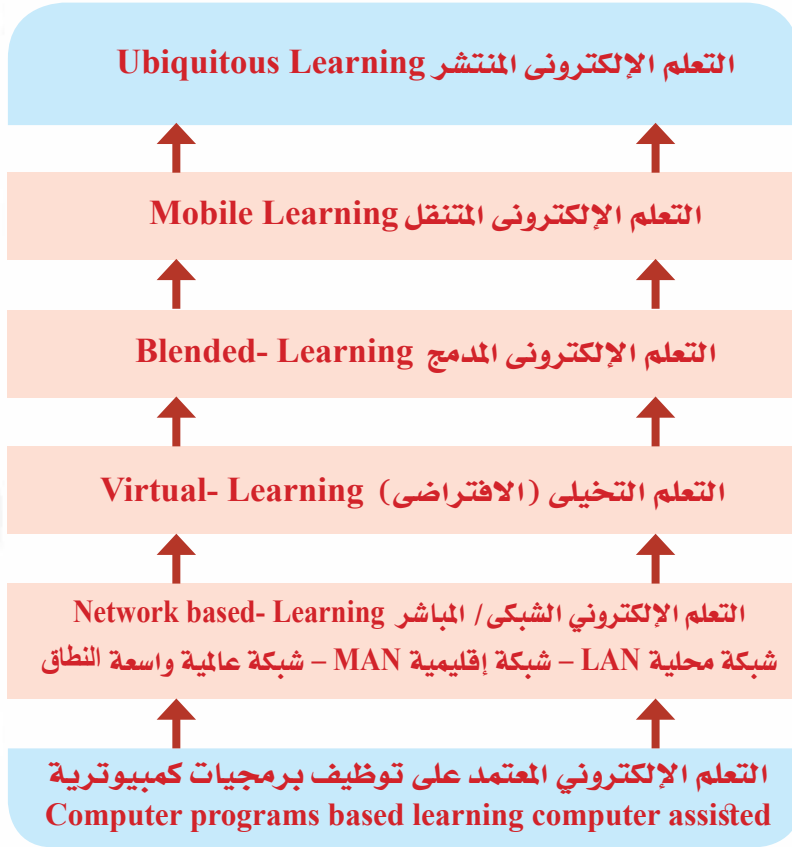 التعلم الإلكترونى المنتشر Ubiquitous Learning
التعلم الإلكترونى المتنقل Mobile Learning
التعلم الإلكترونى المدمج Blended- Learning
التعلم التخيلى (الافتراضى) Virtual- Learning
التعلم الإلكتروني الشبكى/ المباشر Network based- Learning
شبكة محلية LAN – شبكة إقليمية MAN – شبكة عالمية واسعة النطاق
التعلم الإلكتروني المعتمد على توظيف برمجيات كمبيوترية
Computer programs based learning computer assisted